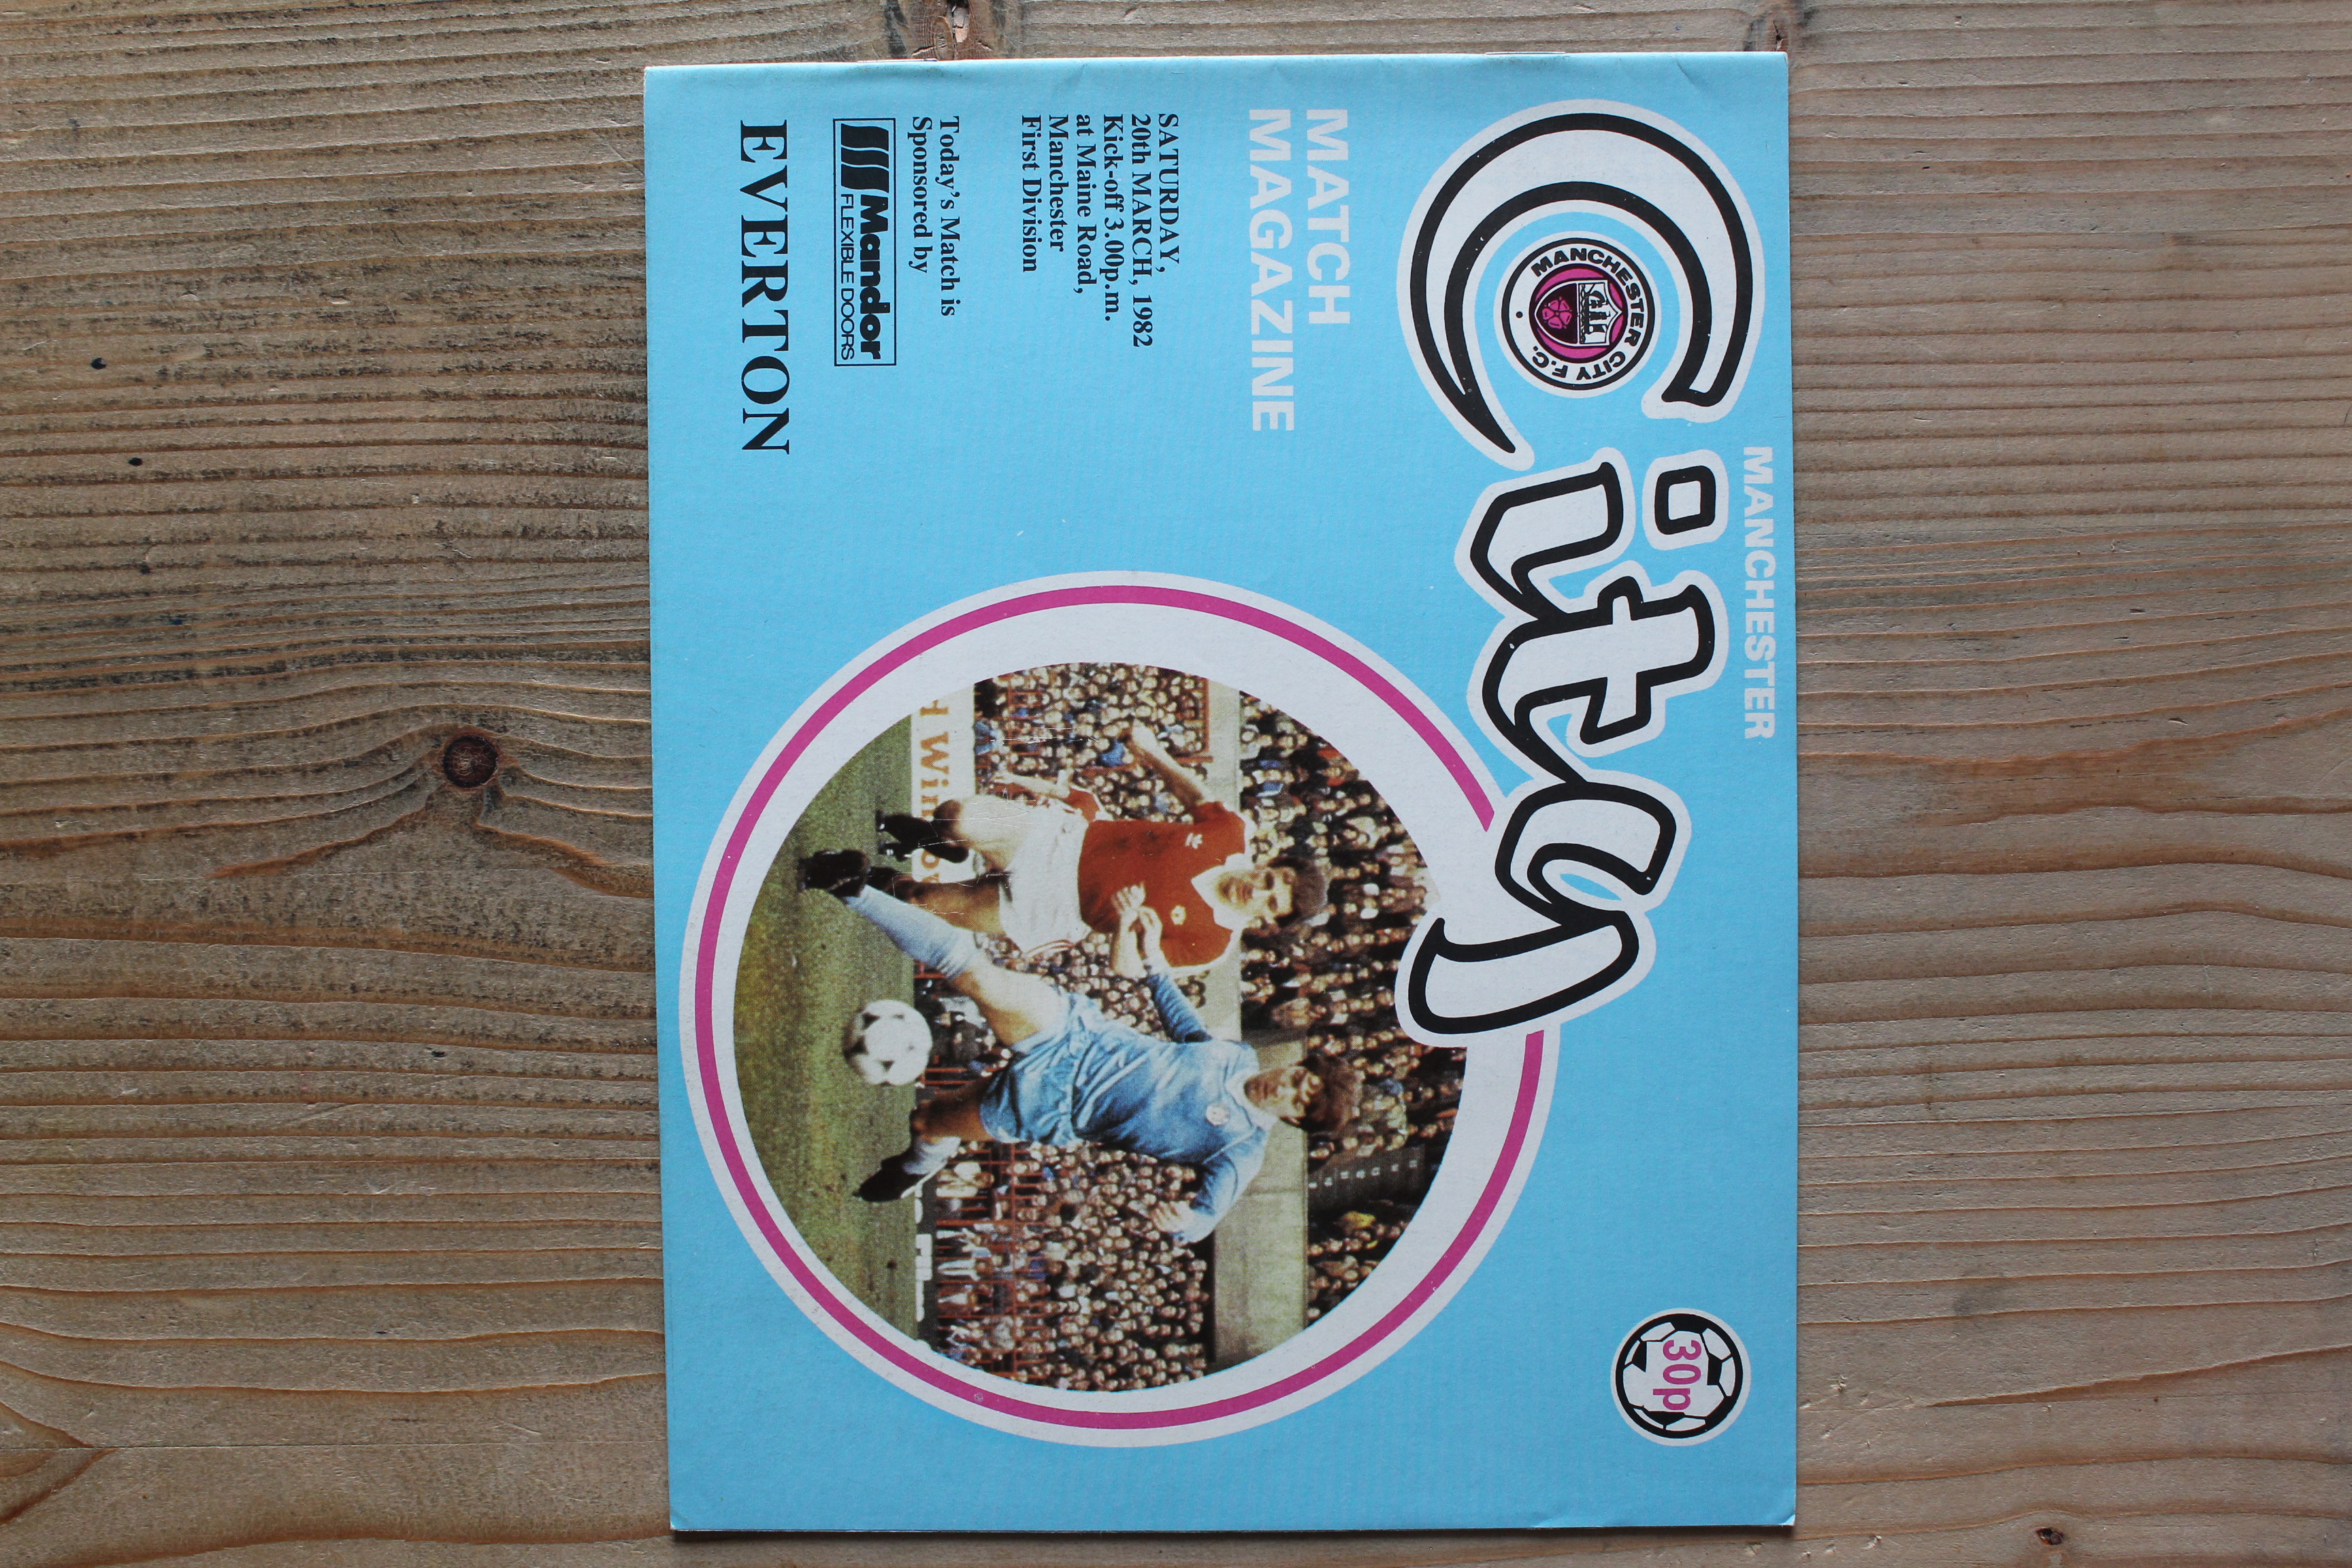 MANCHESTER
City
MANCHESTER CITY F.C.
30p
MATCH
MAGAZINE
SATURDAY,
20th MARCH, 1982
Kick-off 3.00p.m.
at Maine Road,
Manchester
First Division
Today's Match is
Sponsored by
Mandor
FLEXIBLE DOORS
EVERTON